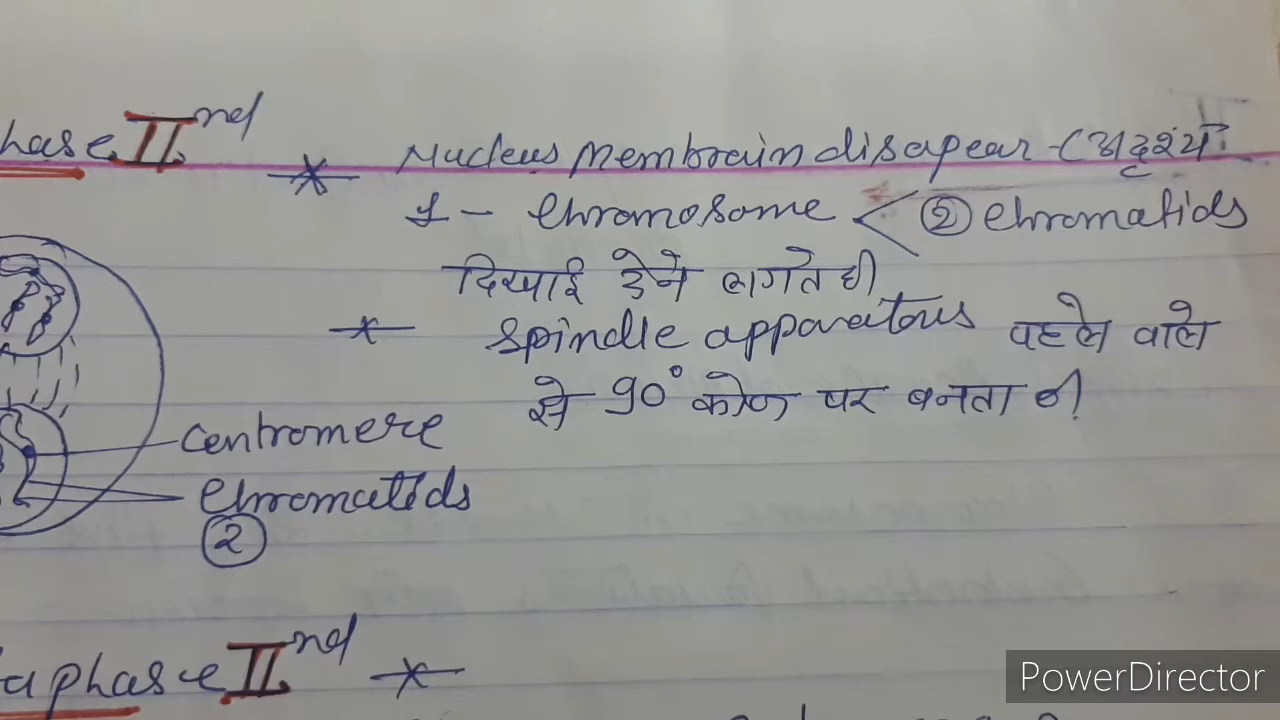 hase II nd
* Nucleus membrain disapear - (अदृश्य)
1 - chromosome < ② chromatids
दिखाई देने लगते है।
* Spindle apparatous पहले वाले
से 90° कोण पर बनता है।
Centromere
chromatids
②
aphase II nd *
PowerDirector